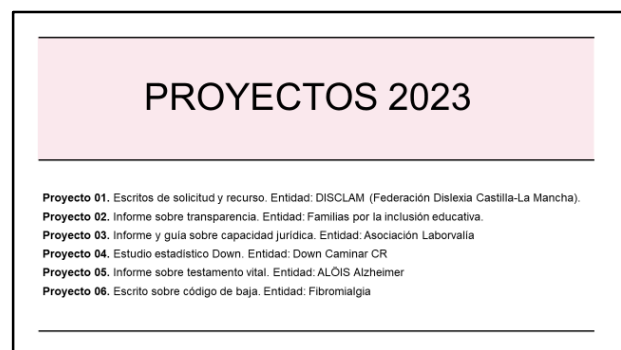 PROYECTOS 2023
Proyecto 01. Escritos de solicitud y recurso. Entidad: DISCLAM (Federación Dislexia Castilla-La Mancha).
Proyecto 02. Informe sobre transparencia. Entidad: Familias por la inclusión educativa.
Proyecto 03. Informe y guía sobre capacidad jurídica. Entidad: Asociación Laborvalía
Proyecto 04. Estudio estadístico Down. Entidad: Down Caminar CR
Proyecto 05. Informe sobre testamento vital. Entidad: ALÖIS Alzheimer
Proyecto 06. Escrito sobre código de baja. Entidad: Fibromialgia